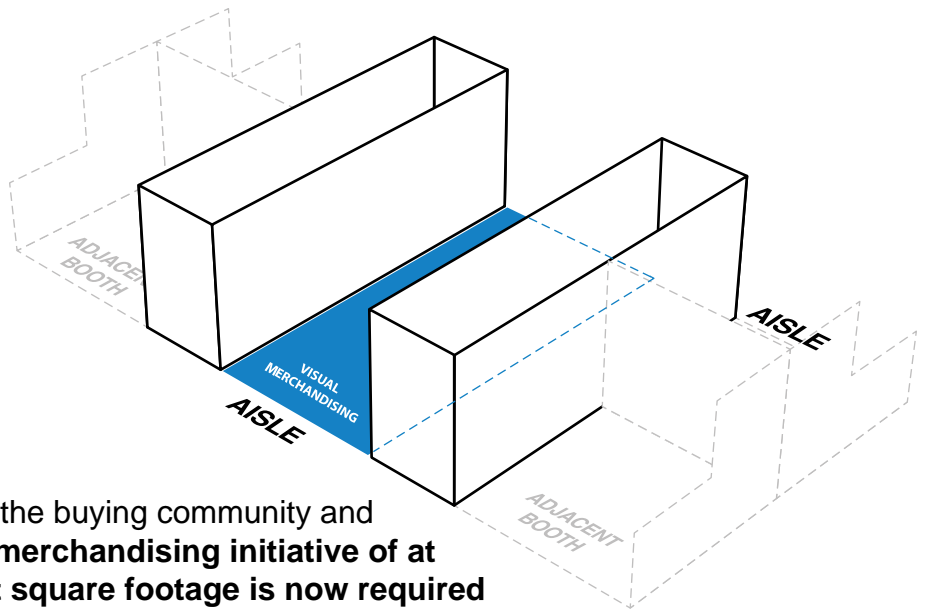 ADJACENT
BOOTH
AISLE
VISUAL
MERCHANDISING
AISLE
ADJACENT
BOOTH
the buying community and
merchandising initiative of at
square footage is now required